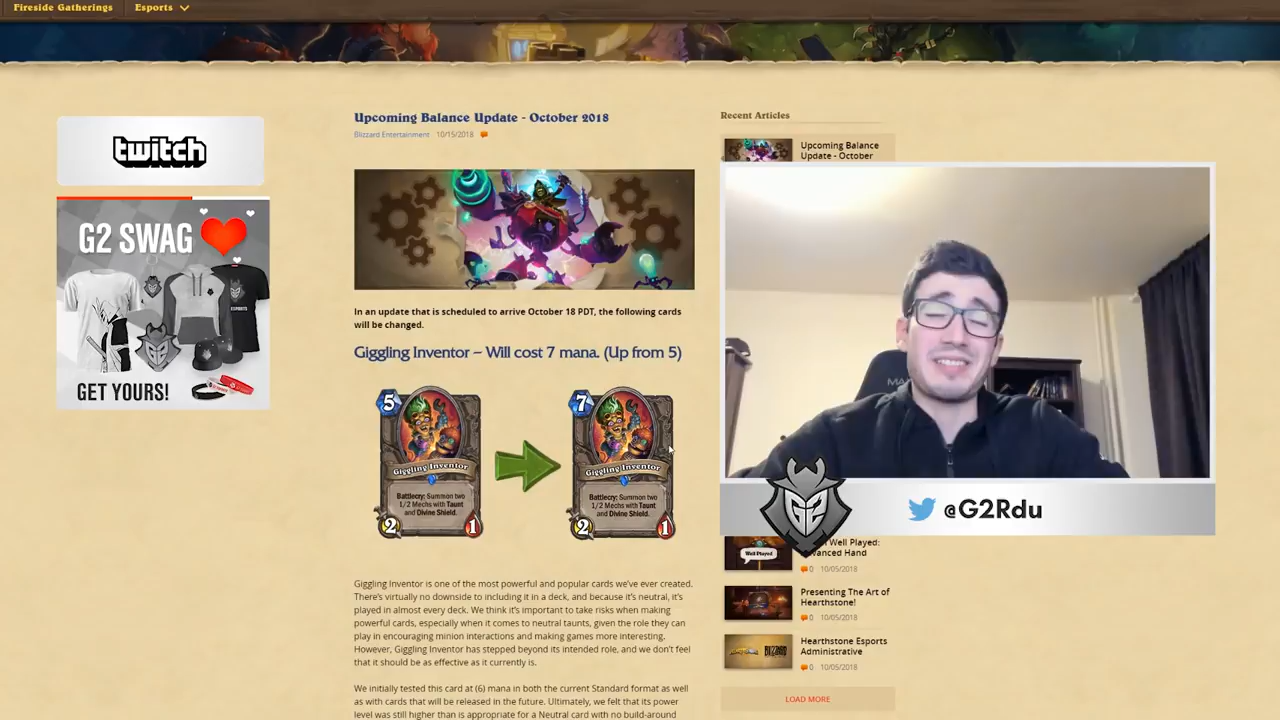 Fireside Gatherings
Esports
twitch
G2 SWAG
ESPORTS
GET YOURS!
Upcoming Balance Update - October 2018
Blizzard Entertainment 10/15/2018
In an update that is scheduled to arrive October 18 PDT, the following cards
will be changed.
Giggling Inventor – Will cost 7 mana. (Up from 5)
5
Giggling Inventor
Battlecry: Summon two
1/2 Mechs with Taunt
and Divine Shield.
2 1
7
Giggling Inventor
Battlecry: Summon two
1/2 Mechs with Taunt
and Divine Shield.
2 1
Giggling Inventor is one of the most powerful and popular cards we've ever created.
There's virtually no downside to including it in a deck, and because it's neutral, it's
played in almost every deck. We think it's important to take risks when making
powerful cards, especially when it comes to neutral taunts, given the role they can
play in encouraging minion interactions and making games more interesting.
However, Giggling Inventor has stepped beyond its intended role, and we don't feel
that it should be as effective as it currently is.
We initially tested this card at (6) mana in both the current Standard format as well
as with cards that will be released in the future. Ultimately, we felt that its power
level was still higher than is appropriate for a Neutral card with no build-around
Recent Articles
Upcoming Balance
Update - October
@G2Rdu
Well Played:
Hand
Well Played
0 10/05/2018
Presenting The Art of
Hearthstone!
0 10/05/2018
Hearthstone Esports
Administrative
0 10/05/2018
LOAD MORE